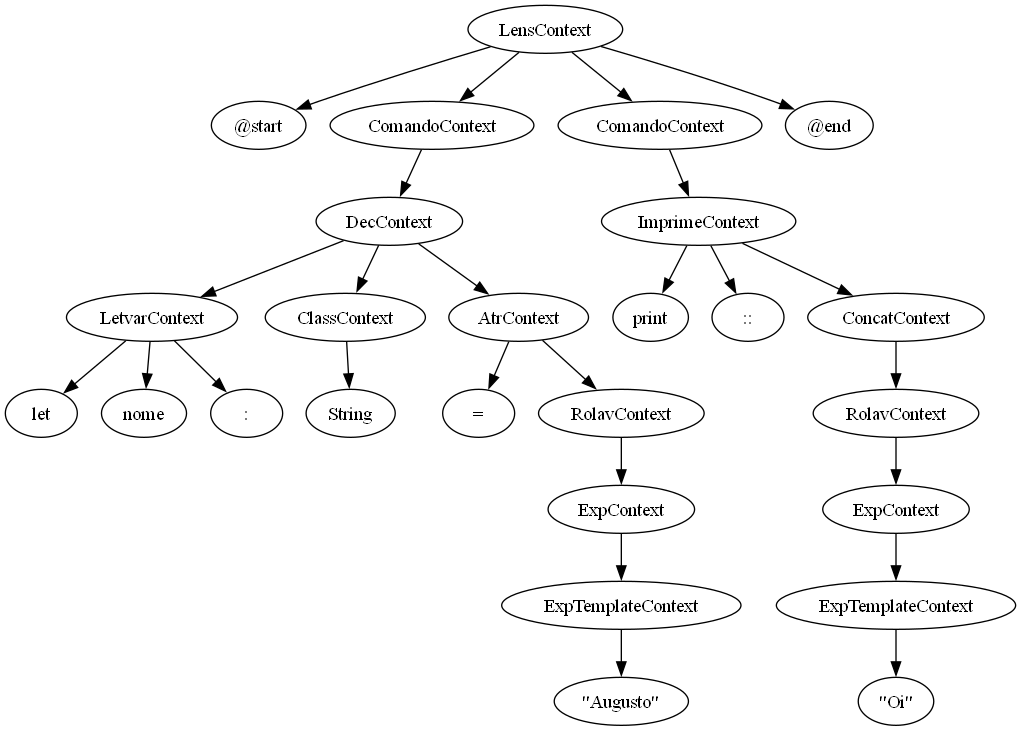 LensContext
@start
ComandoContext
ComandoContext
@end
DecContext
ImprimeContext
LetvarContext
ClassContext
AtrContext
print
::
ConcatContext
let
nome
:
String
=
RolavContext
RolavContext
ExpContext
ExpContext
ExpTemplateContext
ExpTemplateContext
"Augusto"
"Oi"